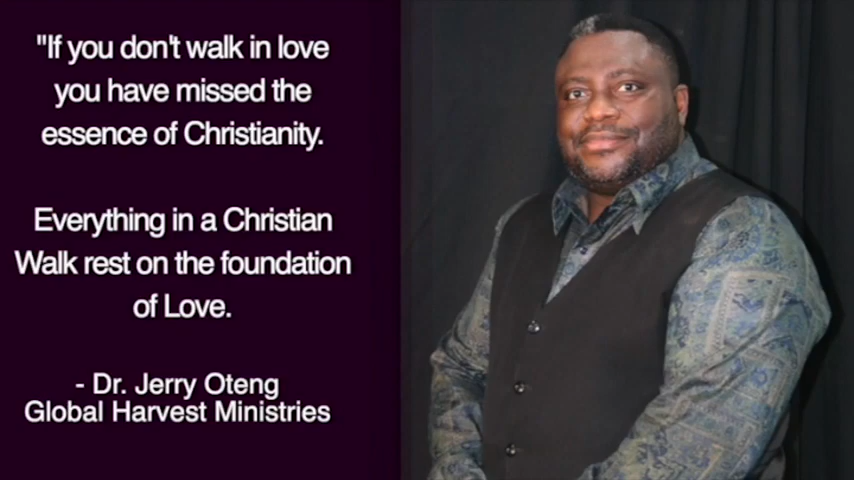 "If you don't walk in love
you have missed the
essence of Christianity.
Everything in a Christian
Walk rest on the foundation
of Love.
- Dr. Jerry Oteng
Global Harvest Ministries